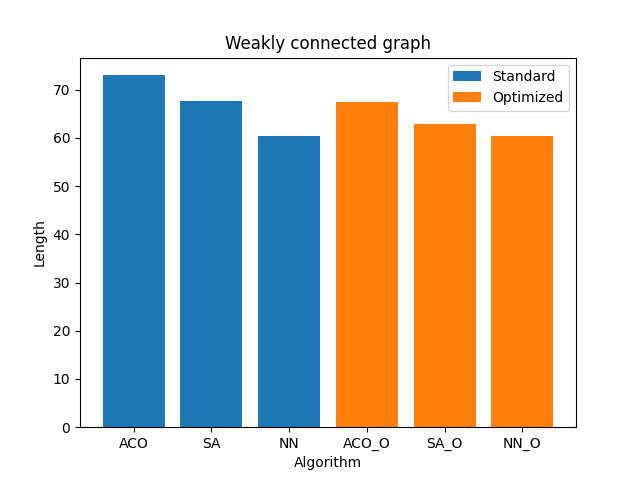 Weakly connected graph
Standard
Optimized
70
60
50
40
30
20
10
0
Length
ACO SA NN ACO_O SA_O NN_O
Algorithm